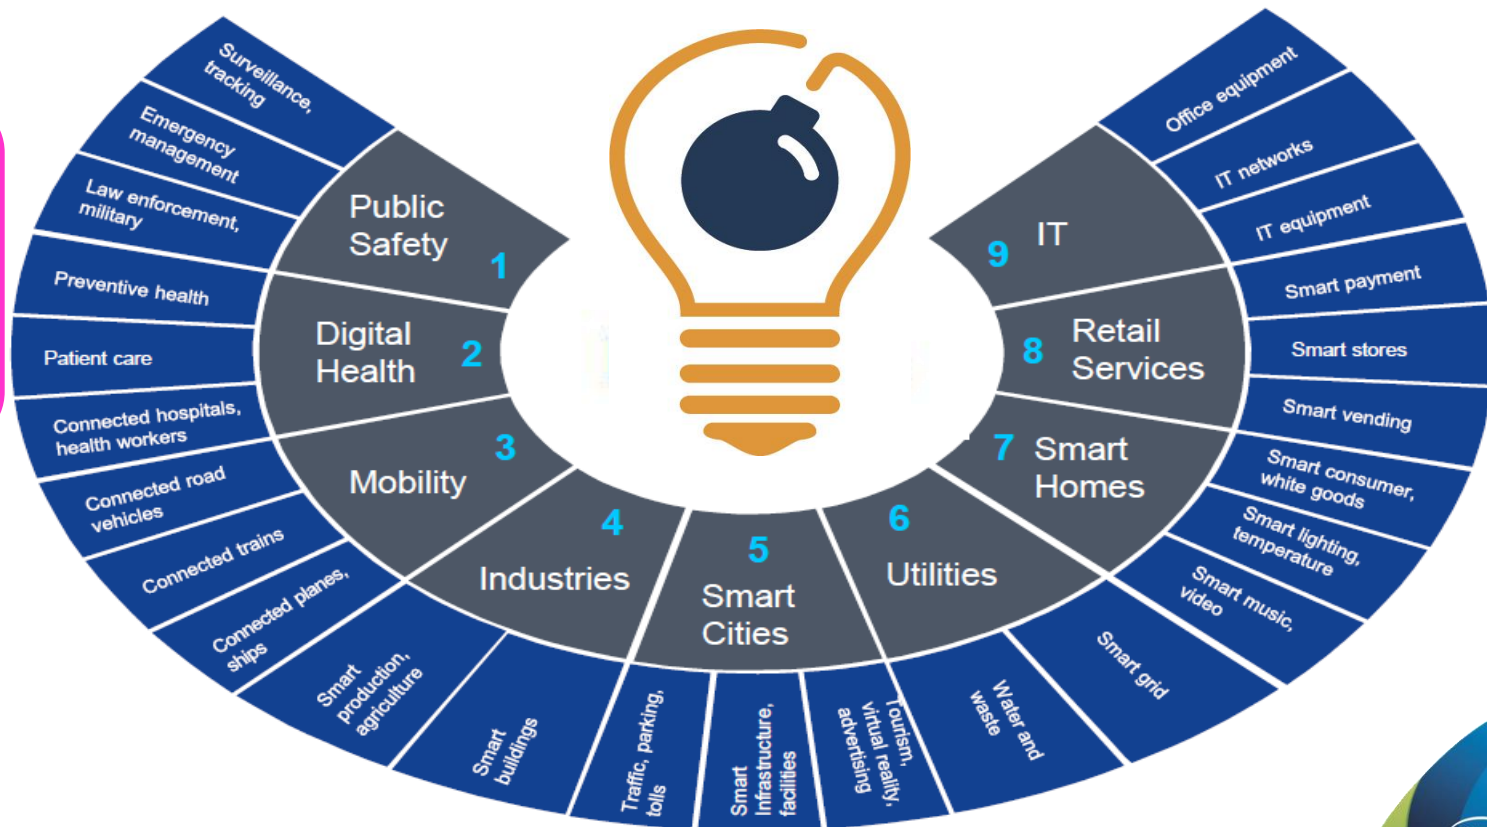 Surveillance,
tracking
Emergency
management
Law enforcement,
military
Public
Safety
1
Preventive health
Patient care
Connected hospitals,
health workers
Digital
Health
2
Connected road
vehicles
Connected trains
Connected planes,
ships
Mobility
3
Smart
production,
agriculture
Smart
buildings
Industries
4
Traffic, parking,
tolls
Smart
Infrastructure,
facilities
Tourism,
virtual reality,
advertising
5
Smart
Cities
Water and
waste
Smart grid
6
Utilities
Smart consumer,
white goods
Smart lighting,
temperature
Smart music,
video
7
Smart
Homes
Smart payment
Smart stores
Smart vending
8
Retail
Services
Office equipment
IT networks
IT equipment
9
IT